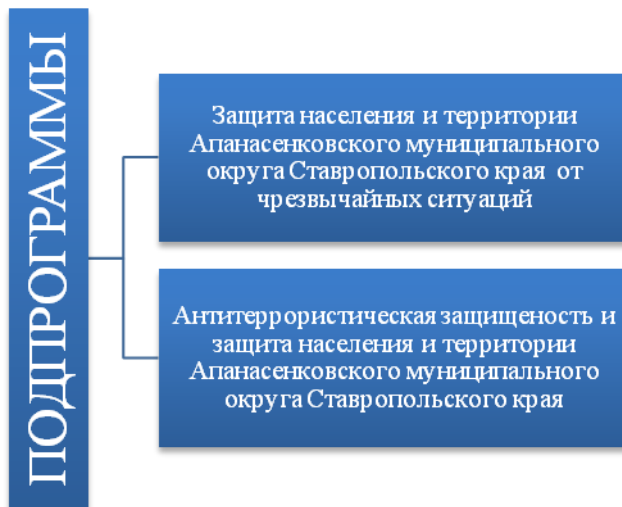 ПОДПРОГРАММЫ
Защита населения и территории
Апанасенковского муниципального
округа Ставропольского края от
чрезвычайных ситуаций
Антитеррористическая защищеность и
защита населения и территории
Апанасенковского муниципального
округа Ставропольского края